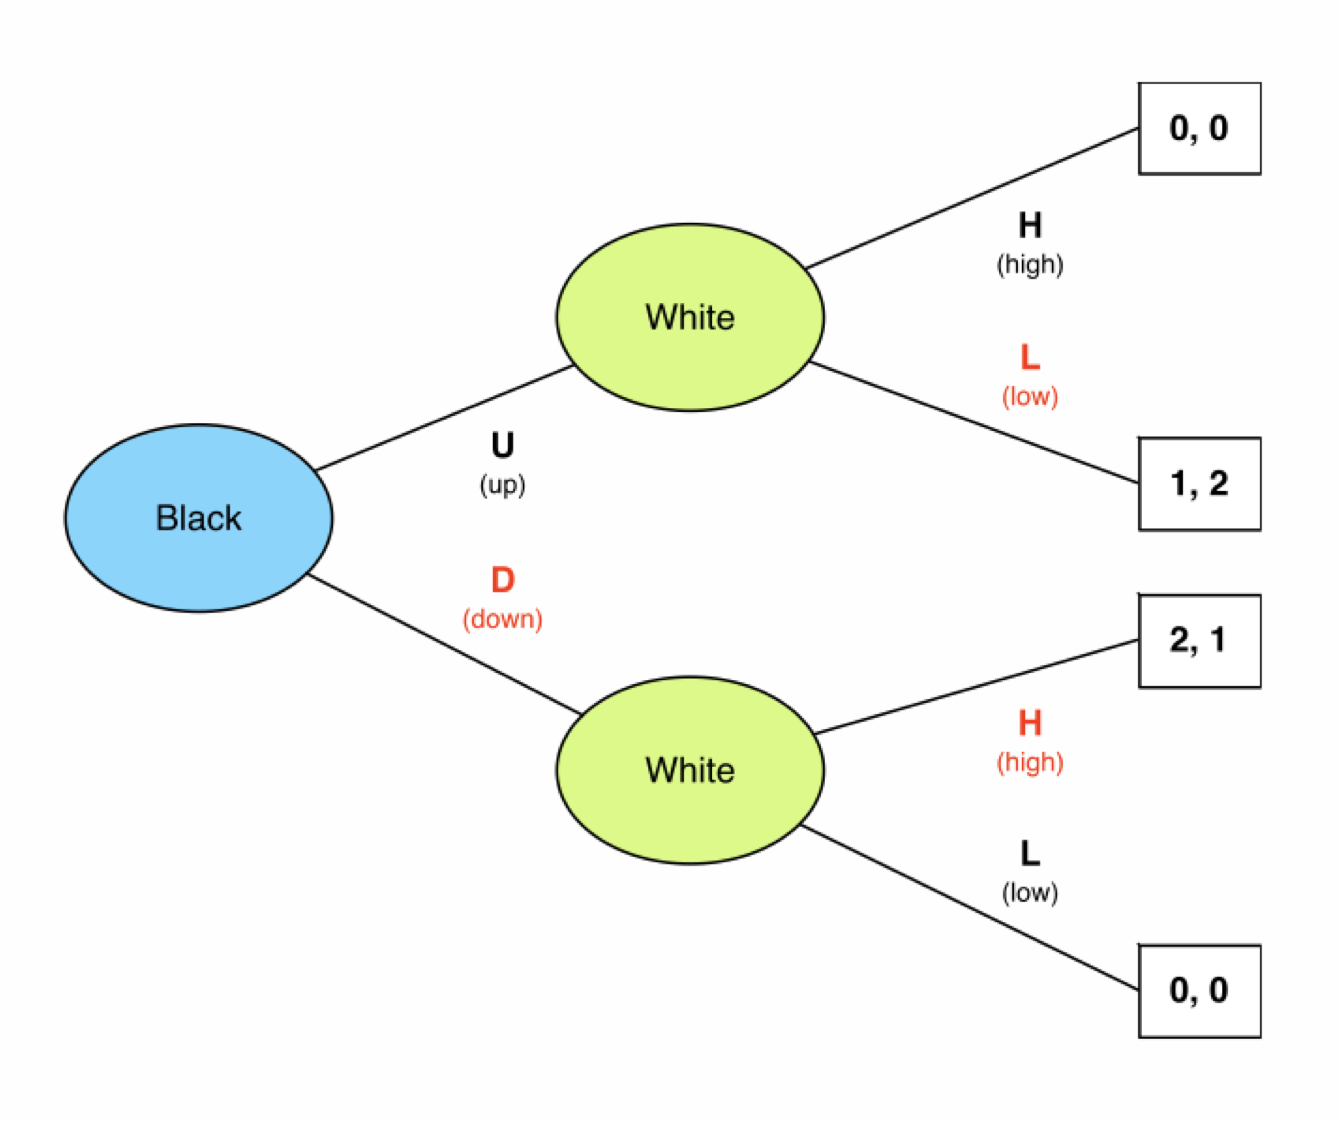 0, 0
H
(high)
White
L
(low)
U
(up)
1, 2
Black
D
(down)
2, 1
H
(high)
White
L
(low)
0, 0